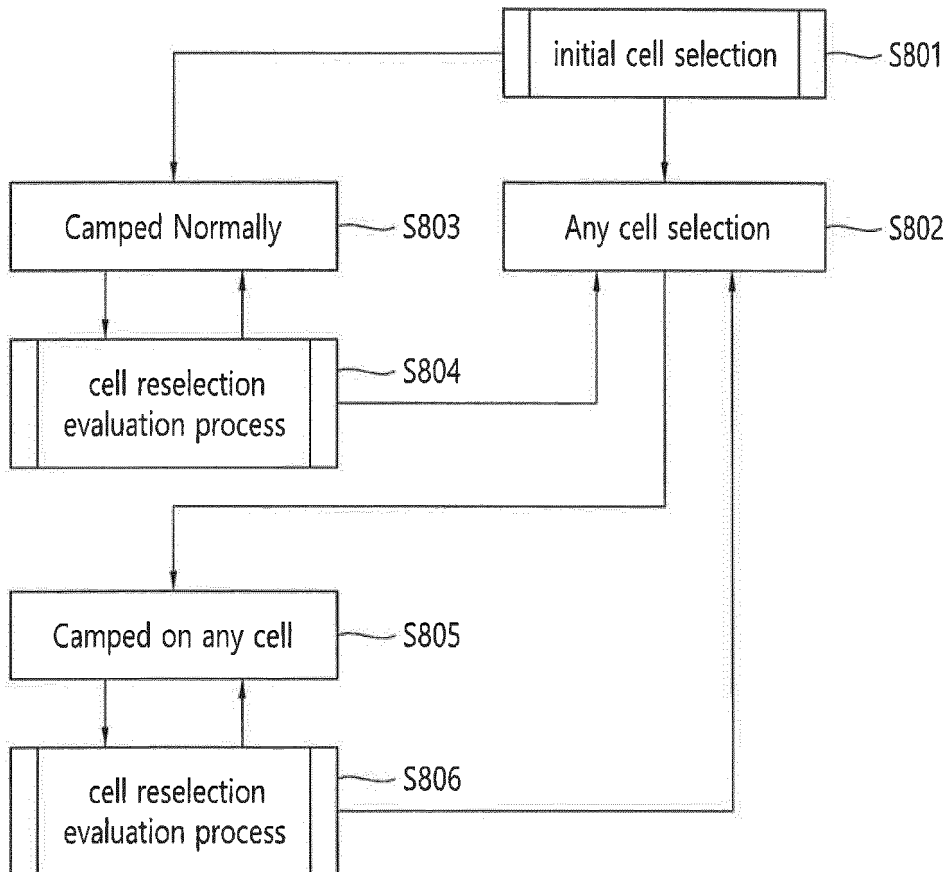 initial cell selection
S801
Camped Normally
S803
Any cell selection
S802
cell reselection
evaluation process
S804
Camped on any cell
S805
cell reselection
evaluation process
S806